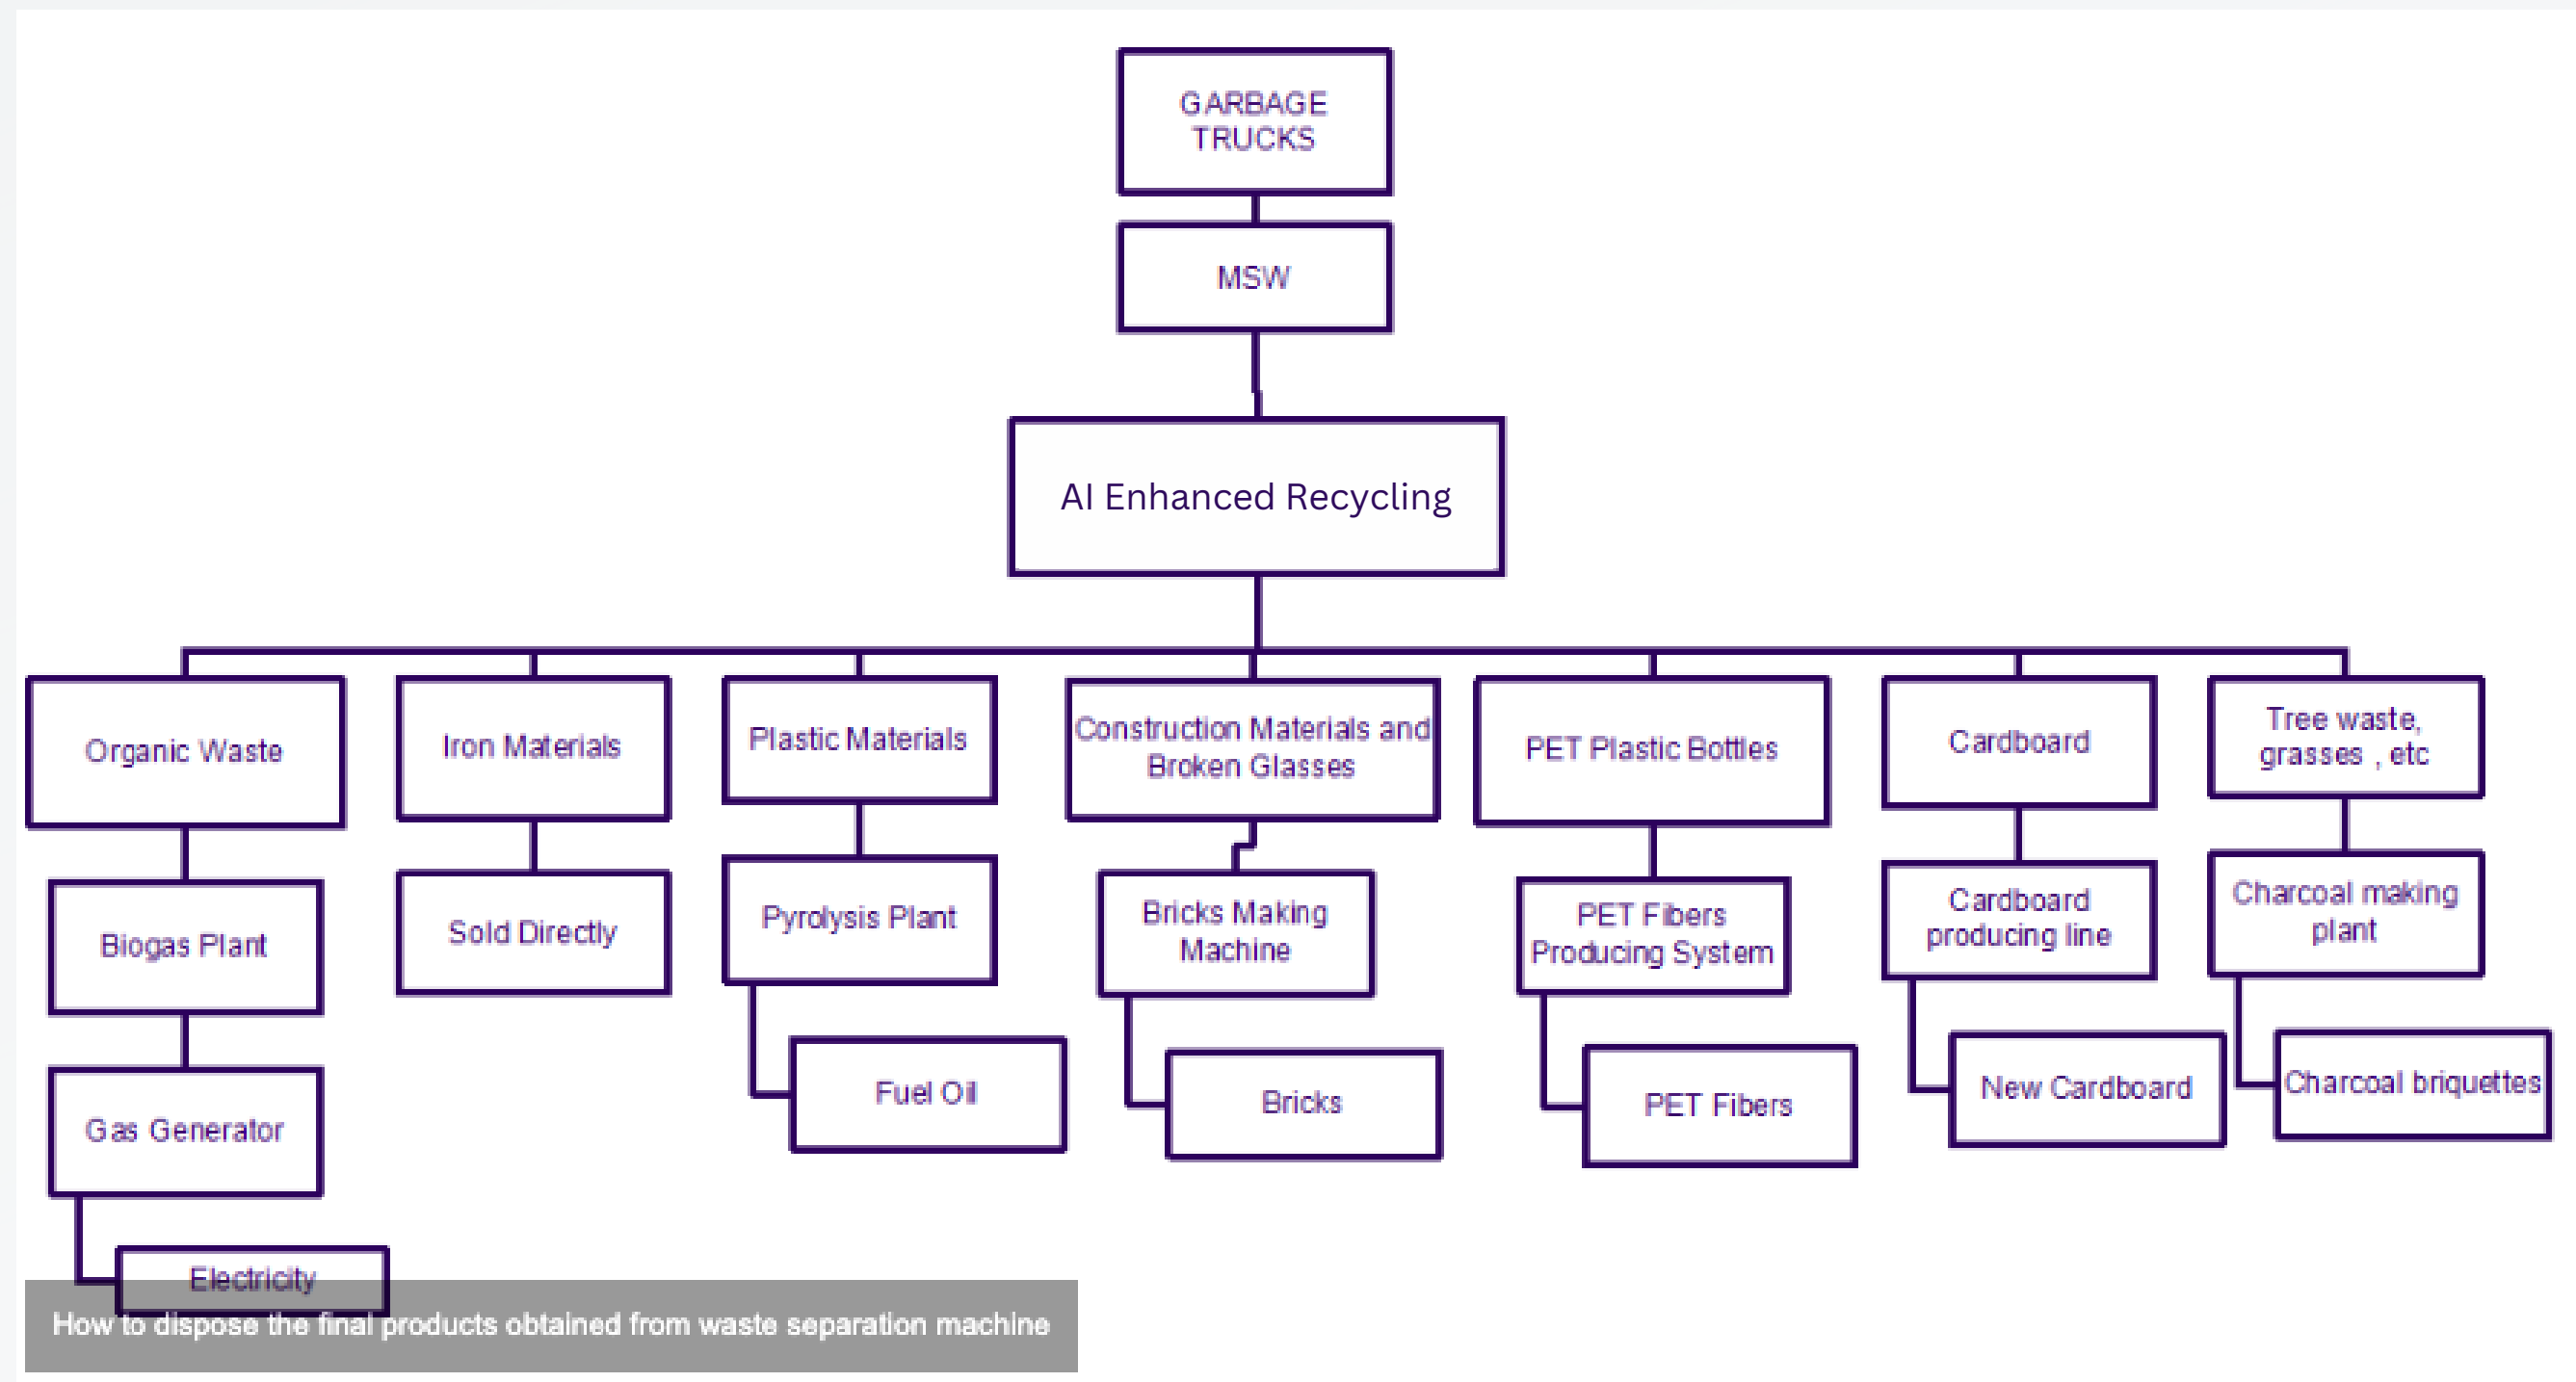 GARBAGE
TRUCKS
MSW
AI Enhanced Recycling
Organic Waste
Iron Materials
Plastic Materials
Construction Materials and
Broken Glasses
PET Plastic Bottles
Cardboard
Tree waste,
grasses , etc
Biogas Plant
Sold Directly
Pyrolysis Plant
Bricks Making
Machine
PET Fibers
Producing System
Cardboard
producing line
Charcoal making
plant
Gas Generator
Fuel Oil
Bricks
PET Fibers
New Cardboard
Charcoal briquettes
Electricity
How to dispose the final products obtained from waste separation machine